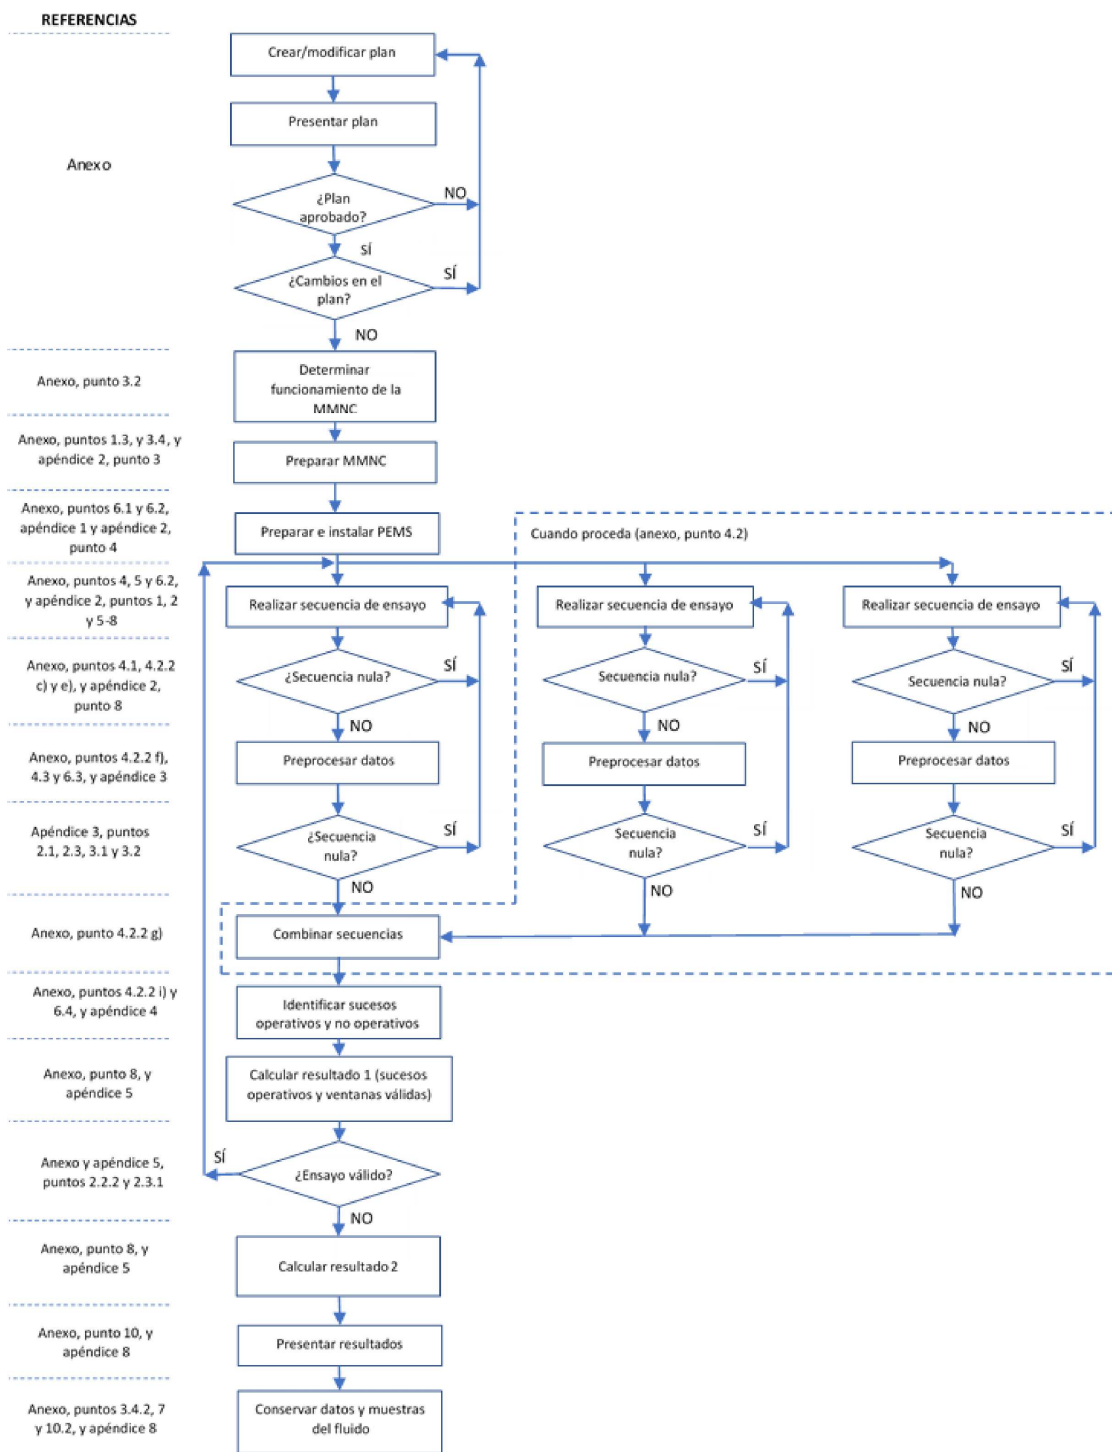 REFERENCIAS
Crear/modificar plan
Presentar plan
Anexo
¿Plan
aprobado?
NO
SÍ
¿Cambios en el
plan?
SÍ
NO
Anexo, punto 3.2
Determinar
funcionamiento de la
MMNC
Anexo, puntos 1.3, y 3.4, y
apéndice 2, punto 3
Preparar MMNC
Anexo, puntos 6.1 y 6.2,
apéndice 1 y apéndice 2,
punto 4
Preparar e instalar PEMS
Cuando proceda (anexo, punto 4.2)
Anexo, puntos 4, 5 y 6.2,
y apéndice 2, puntos 1, 2
y 5-8
Realizar secuencia de ensayo
Realizar secuencia de ensayo
Realizar secuencia de ensayo
Anexo, puntos 4.1, 4.2.2
c) y e), y apéndice 2,
punto 8
¿Secuencia nula?
SÍ
Secuencia nula?
SÍ
Secuencia nula?
SÍ
NO
NO
NO
Anexo, puntos 4.2.2 f),
4.3 y 6.3, y apéndice 3
Preprocesar datos
Preprocesar datos
Preprocesar datos
Apéndice 3, puntos
2.1, 2.3, 3.1 y 3.2
¿Secuencia
nula?
SÍ
Secuencia
nula?
SÍ
Secuencia
nula?
SÍ
NO
NO
NO
Anexo, punto 4.2.2 g)
Combinar secuencias
Anexo, puntos 4.2.2 i) y
6.4, y apéndice 4
Identificar sucesos
operativos y no operativos
Anexo, punto 8, y
apéndice 5
Calcular resultado 1 (sucesos
operativos y ventanas válidas)
Anexo y apéndice 5,
puntos 2.2.2 y 2.3.1
SÍ
¿Ensayo válido?
NO
Anexo, punto 8, y
apéndice 5
Calcular resultado 2
Anexo, punto 10, y
apéndice 8
Presentar resultados
Anexo, puntos 3.4.2, 7
y 10.2, y apéndice 8
Conservar datos y muestras
del fluido